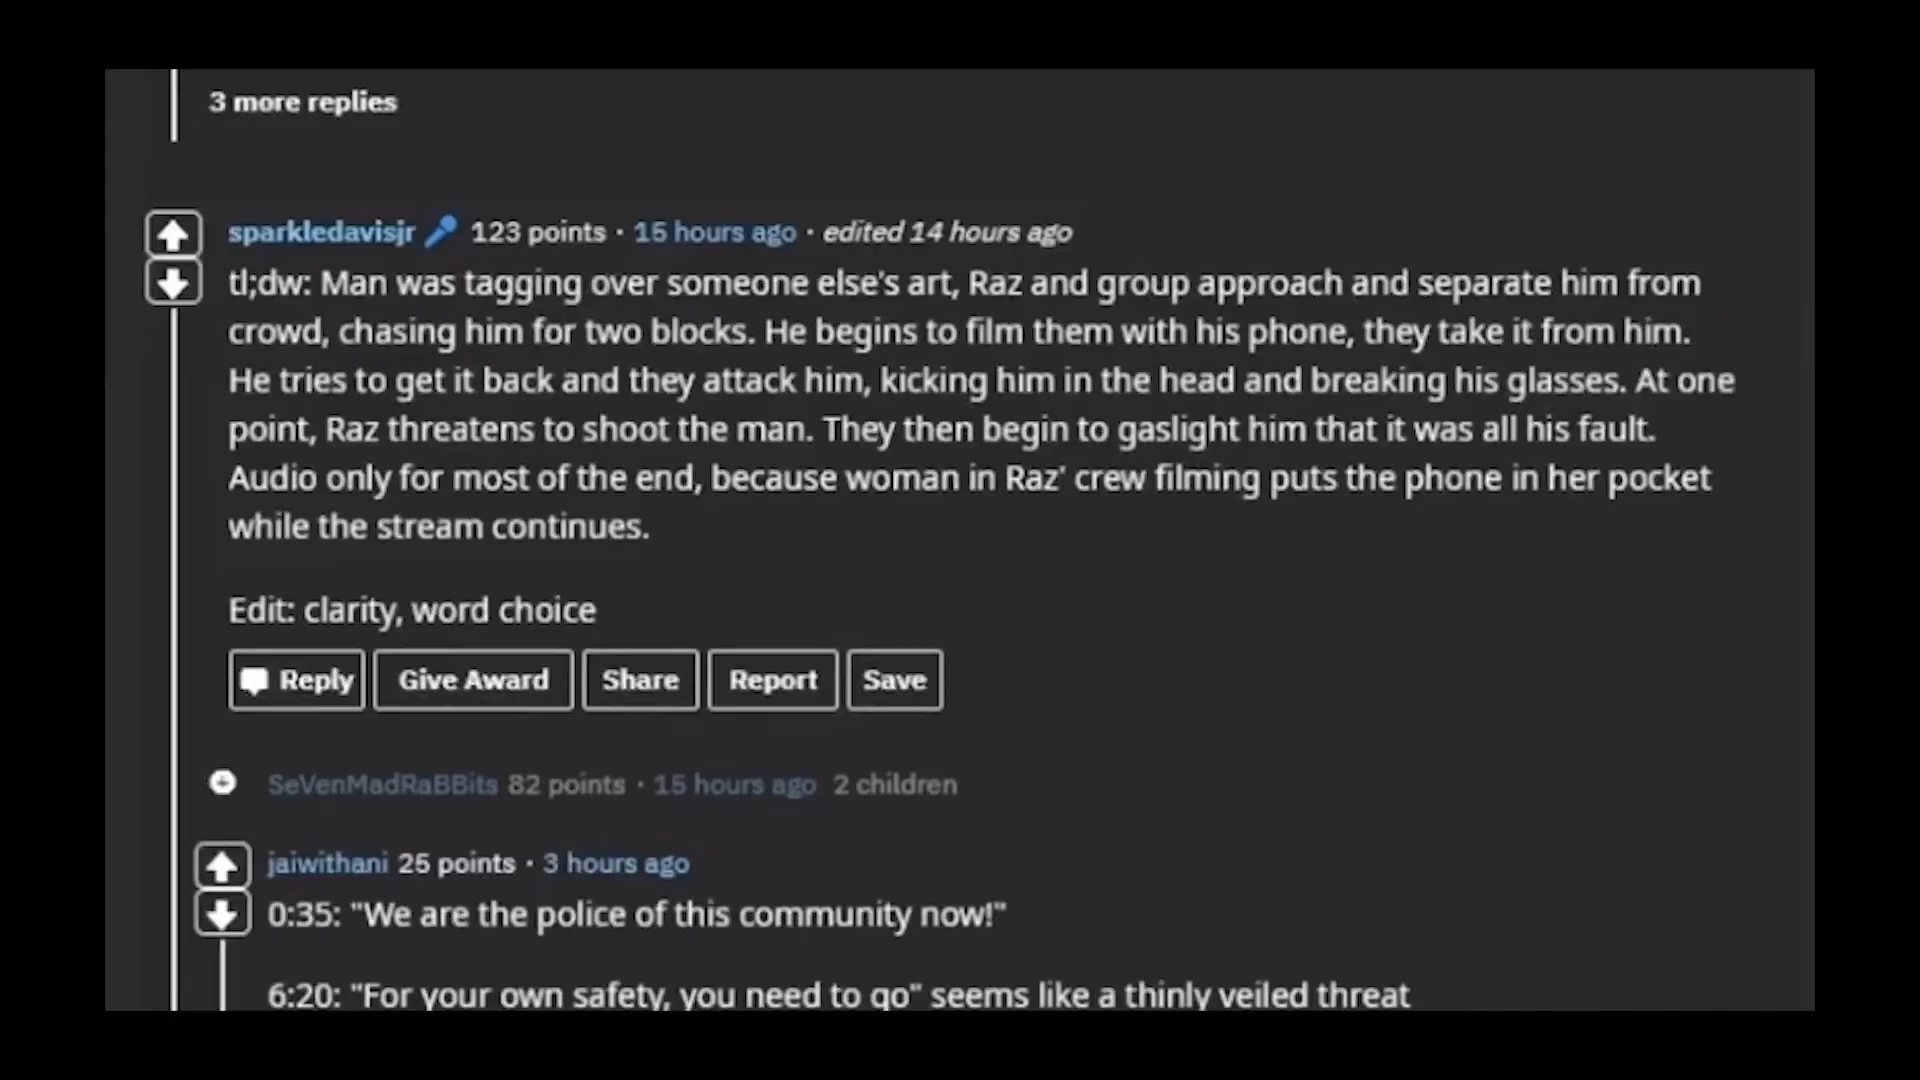 3 more replies
sparkledavisjr 123 points · 15 hours ago · edited 14 hours ago
tl;dw: Man was tagging over someone else's art, Raz and group approach and separate him from
crowd, chasing him for two blocks. He begins to film them with his phone, they take it from him.
He tries to get it back and they attack him, kicking him in the head and breaking his glasses. At one
point, Raz threatens to shoot the man. They then begin to gaslight him that it was all his fault.
Audio only for most of the end, because woman in Raz' crew filming puts the phone in her pocket
while the stream continues.
Edit: clarity, word choice
Reply Give Award Share Report Save
SeVenMadRaBBits 82 points · 15 hours ago 2 children
jaiwithani 25 points · 3 hours ago
0:35: "We are the police of this community now!"
6:20: "For your own safety, you need to go" seems like a thinly veiled threat